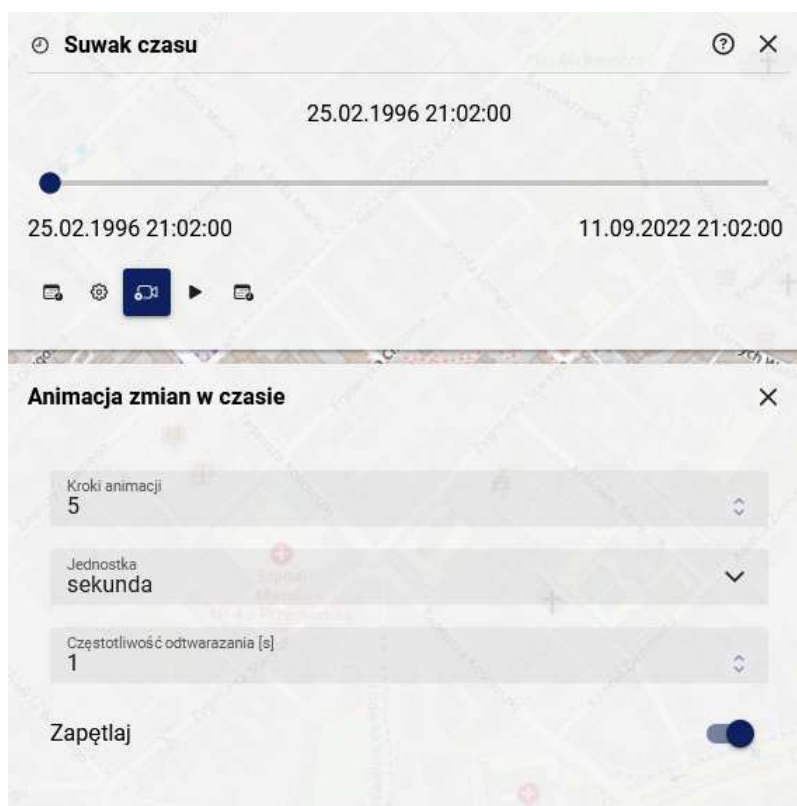 Suwak czasu
25.02.1996 21:02:00
25.02.1996 21:02:00 11.09.2022 21:02:00
Animacja zmian w czasie
Kroki animacji
5
Jednostka
sekunda
Częstotliwość odtwarazania [s]
1
Zapętlaj